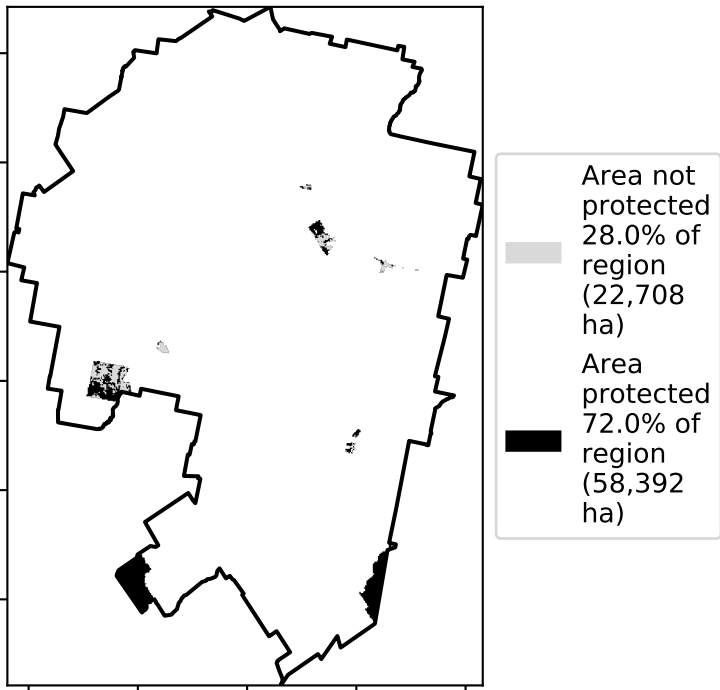 Area not
protected
28.0% of
region
(22,708
ha)
Area
protected
72.0% of
region
(58,392
ha)